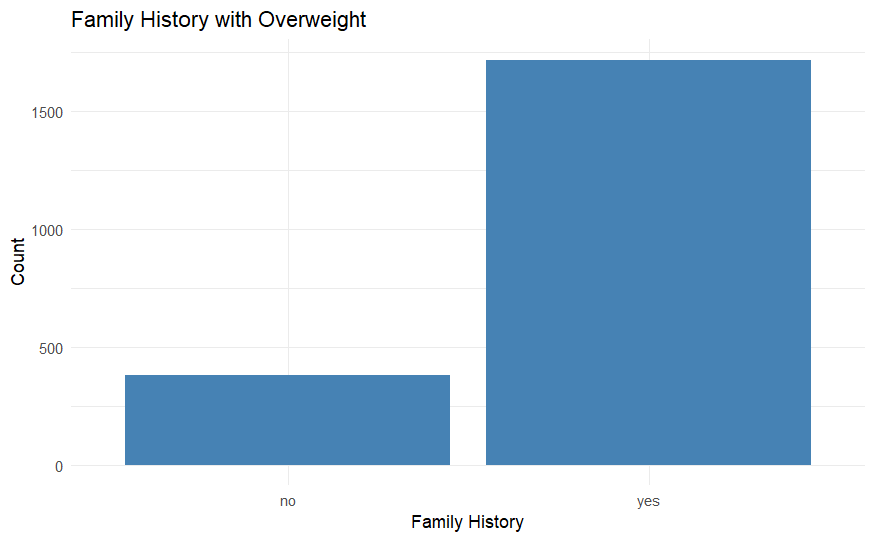 Family History with Overweight
1500
1000
500
0
Count
no
yes
Family History